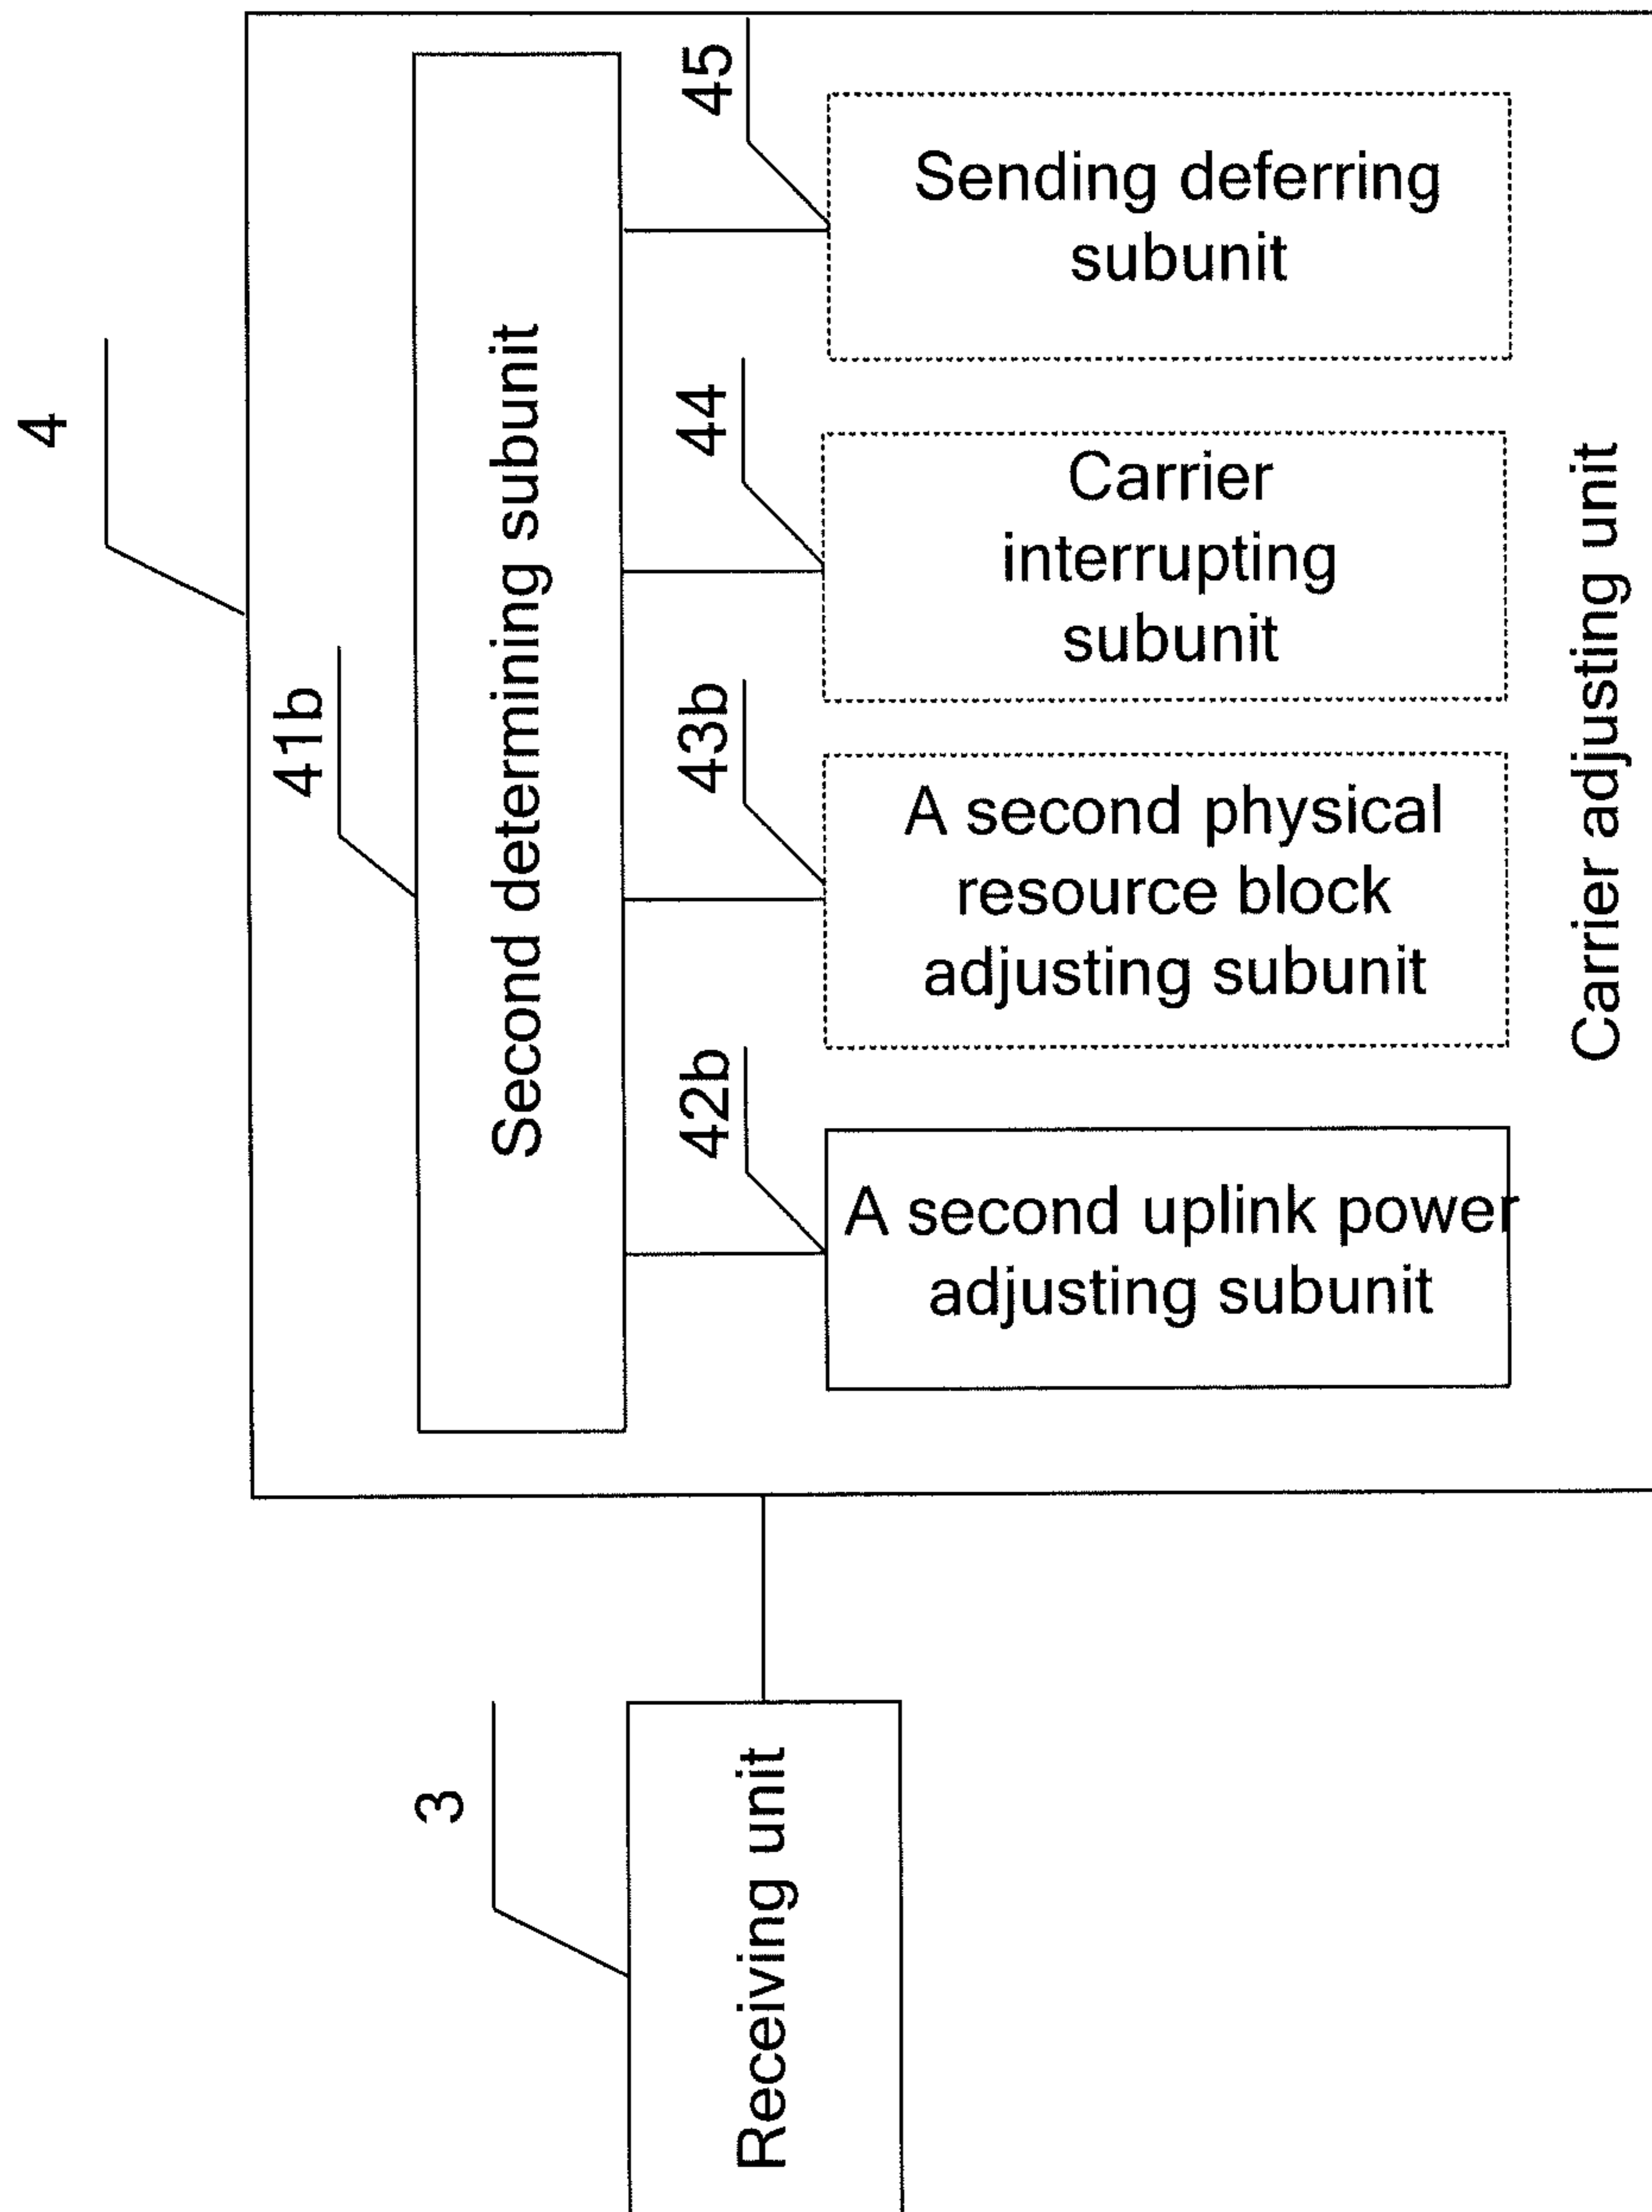 4
41b
Second determining subunit
45
Sending deferring
subunit
44
Carrier
interrupting
subunit
43b
A second physical
resource block
adjusting subunit
42b
A second uplink power
adjusting subunit
Carrier adjusting unit
3
Receiving unit